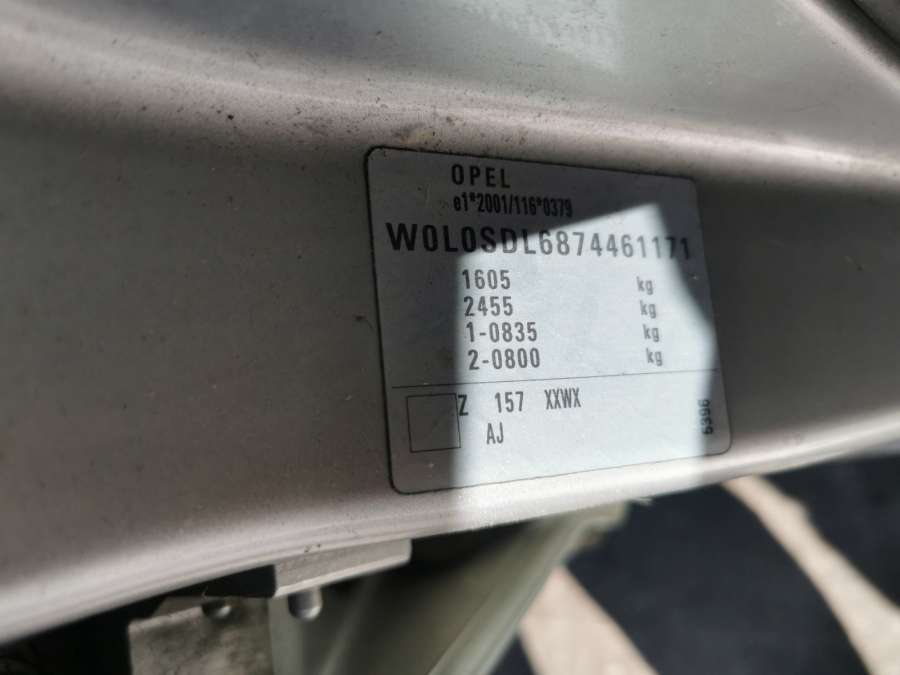 OPEL
e1*2001/116*0379
W0L0SDL6874461171
1605 kg
2455 kg
1-0835 kg
2-0800 kg
Z 157 XXWX
AJ
5396